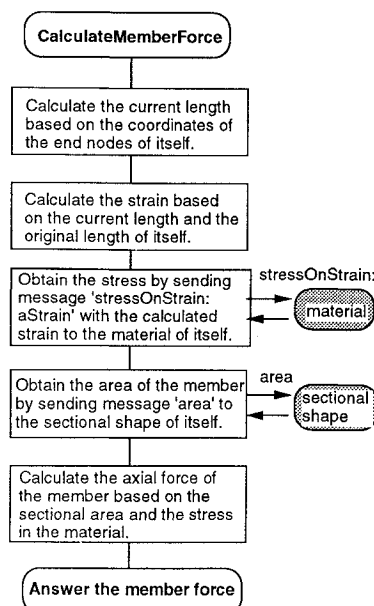 CalculateMemberForce
Calculate the current length
based on the coordinates of
the end nodes of itself.
Calculate the strain based
on the current length and the
original length of itself.
Obtain the stress by sending
message 'stressOnStrain:
aStrain' with the calculated
strain to the material of itself.
stressOnStrain:
material
Obtain the area of the member
by sending message 'area' to
the sectional shape of itself.
area
sectional
shape
Calculate the axial force of
the member based on the
sectional area and the stress
in the material.
Answer the member force